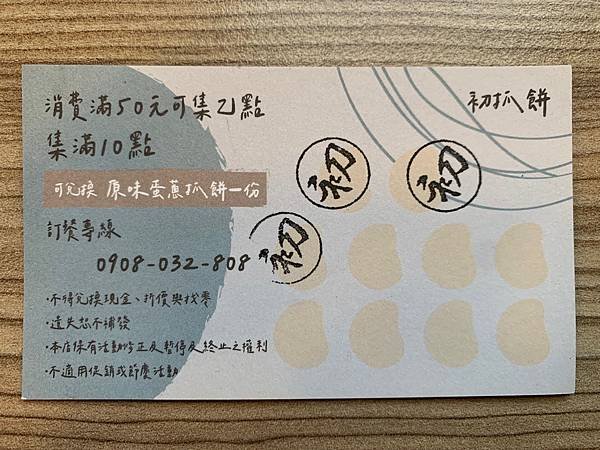 消費滿50元可集乙點
集滿10點
可兌換 原味蛋蔥抓餅一份
訂餐專線
0908-032-808
·不得兌換現金、折價與找零
·遺失恕不補發
·本店保有活動修正及暫停及終止之權利
·不適用促銷或節慶活動
初抓餅
初
初
初